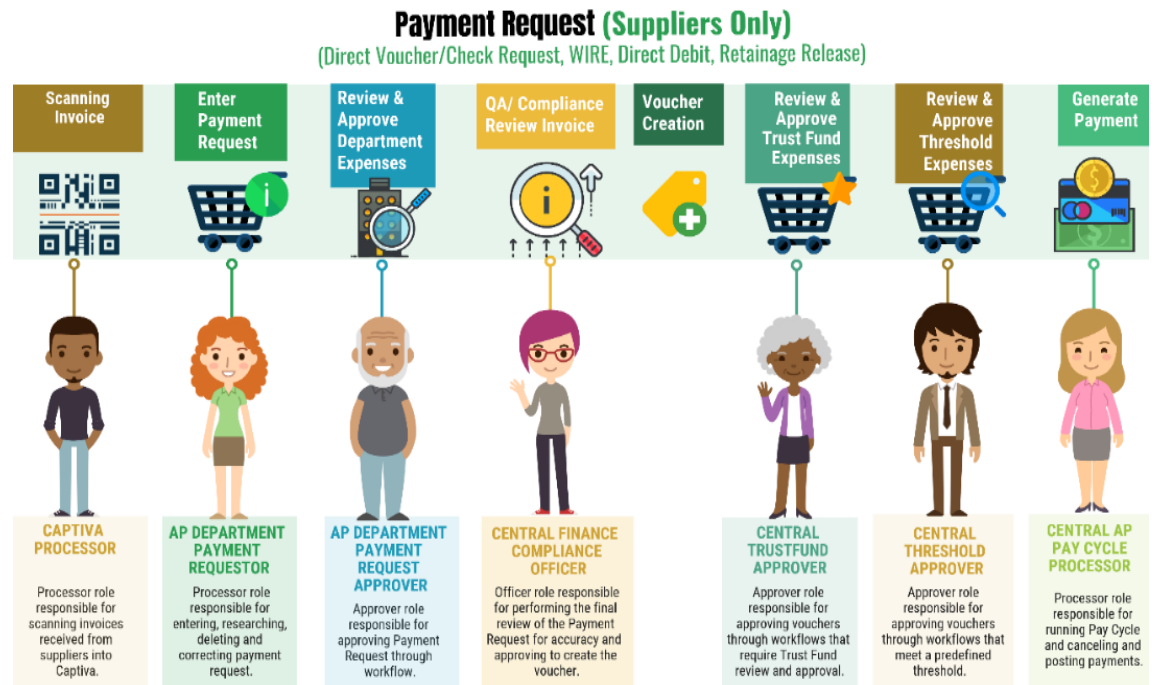 Payment Request (Suppliers Only)
(Direct Voucher/Check Request, WIRE, Direct Debit, Retainage Release)
Scanning
Invoice
Enter
Payment
Request
Review &
Approve
Department
Expenses
QA/ Compliance
Review Invoice
Voucher
Creation
Review &
Approve
Trust Fund
Expenses
Review &
Approve
Threshold
Expenses
Generate
Payment
CAPTIVA
PROCESSOR
Processor role
responsible for
scanning invoices
received from
suppliers into
Captiva.
AP DEPARTMENT
PAYMENT
REQUESTOR
Processor role
responsible for
entering, researching,
deleting and
correcting payment
request.
AP DEPARTMENT
PAYMENT
REQUEST
APPROVER
Approver role
responsible for
approving Payment
Request through
workflow.
CENTRAL FINANCE
COMPLIANCE
OFFICER
Officer role responsible
for performing the final
review of the Payment
Request for accuracy and
approving to create the
voucher.
CENTRAL
TRUSTFUND
APPROVER
Approver role
responsible for
approving vouchers
through workflows that
require Trust Fund
review and approval.
CENTRAL
THRESHOLD
APPROVER
Approver role
responsible for
approving vouchers
through workflows that
meet a predefined
threshold.
CENTRAL AP
PAY CYCLE
PROCESSOR
Processor role
responsible for
running Pay Cycle
and canceling and
posting payments.